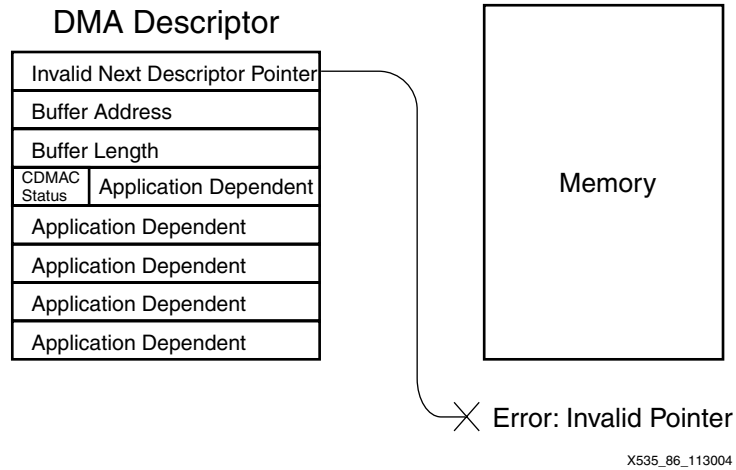 DMA Descriptor
Invalid Next Descriptor Pointer
Buffer Address
Buffer Length
CDMAC
Status
Application Dependent
Application Dependent
Application Dependent
Application Dependent
Application Dependent
Memory
Error: Invalid Pointer
X535_86_113004